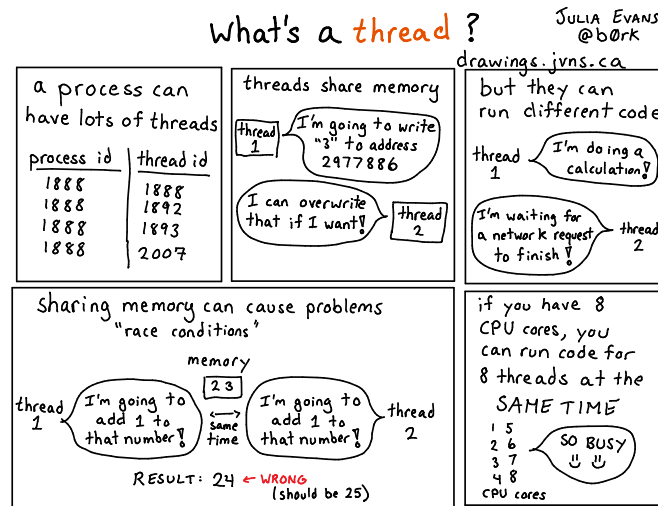 What's a thread?
JULIA EVANS
@b0rk
drawings.jvns.ca
a process can
have lots of threads
process id thread id
1888 1888
1888 1892
1888 1893
1888 2007
threads share memory
thread
1
I'm going to write
"3" to address
2977886
I can overwrite
that if I want!
thread
2
but they can
run different code
thread
1
I'm doing a
calculation!
I'm waiting for
a network request
to finish!
thread
2
sharing memory can cause problems
"race conditions"
memory
23
thread
1
I'm going to
add 1 to
that number!
same
time
I'm going to
add 1 to
that number!
thread
2
RESULT: 24 ← WRONG
(should be 25)
if you have 8
CPU cores, you
can run code for
8 threads at the
SAME TIME
1 5
2 6
3 7
4 8
CPU cores
SO BUSY